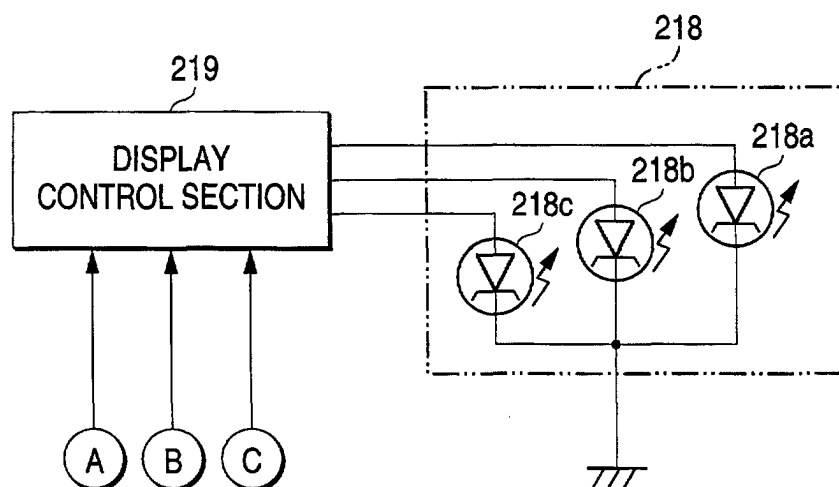 218
219
DISPLAY
CONTROL SECTION
218a
218b
218c
A B C